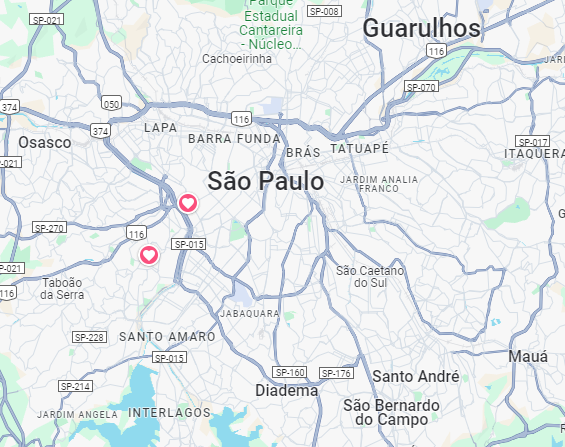 Parque
Estadual
Cantareira
- Núcleo...
SP-008
SP-021
Guarulhos
116
Cachoeirinha
JAR
SP-070
374
050
116
374
LAPA
BARRA FUNDA
Osasco
BRÁS
TATUAPÉ
SP-017
ITAQUERA
-021
São Paulo
JARDIM ANALIA
FRANCO
SP-270
116
SP-015
SP-021
Taboão
da Serra
116
São Caetano
do Sul
JABAQUARA
SP-228
SANTO AMARO
SP-015
Mauá
SP-214
SP-160
SP-176
Santo André
Diadema
JARDIM ANGELA
INTERLAGOS
São Bernardo
do Campo